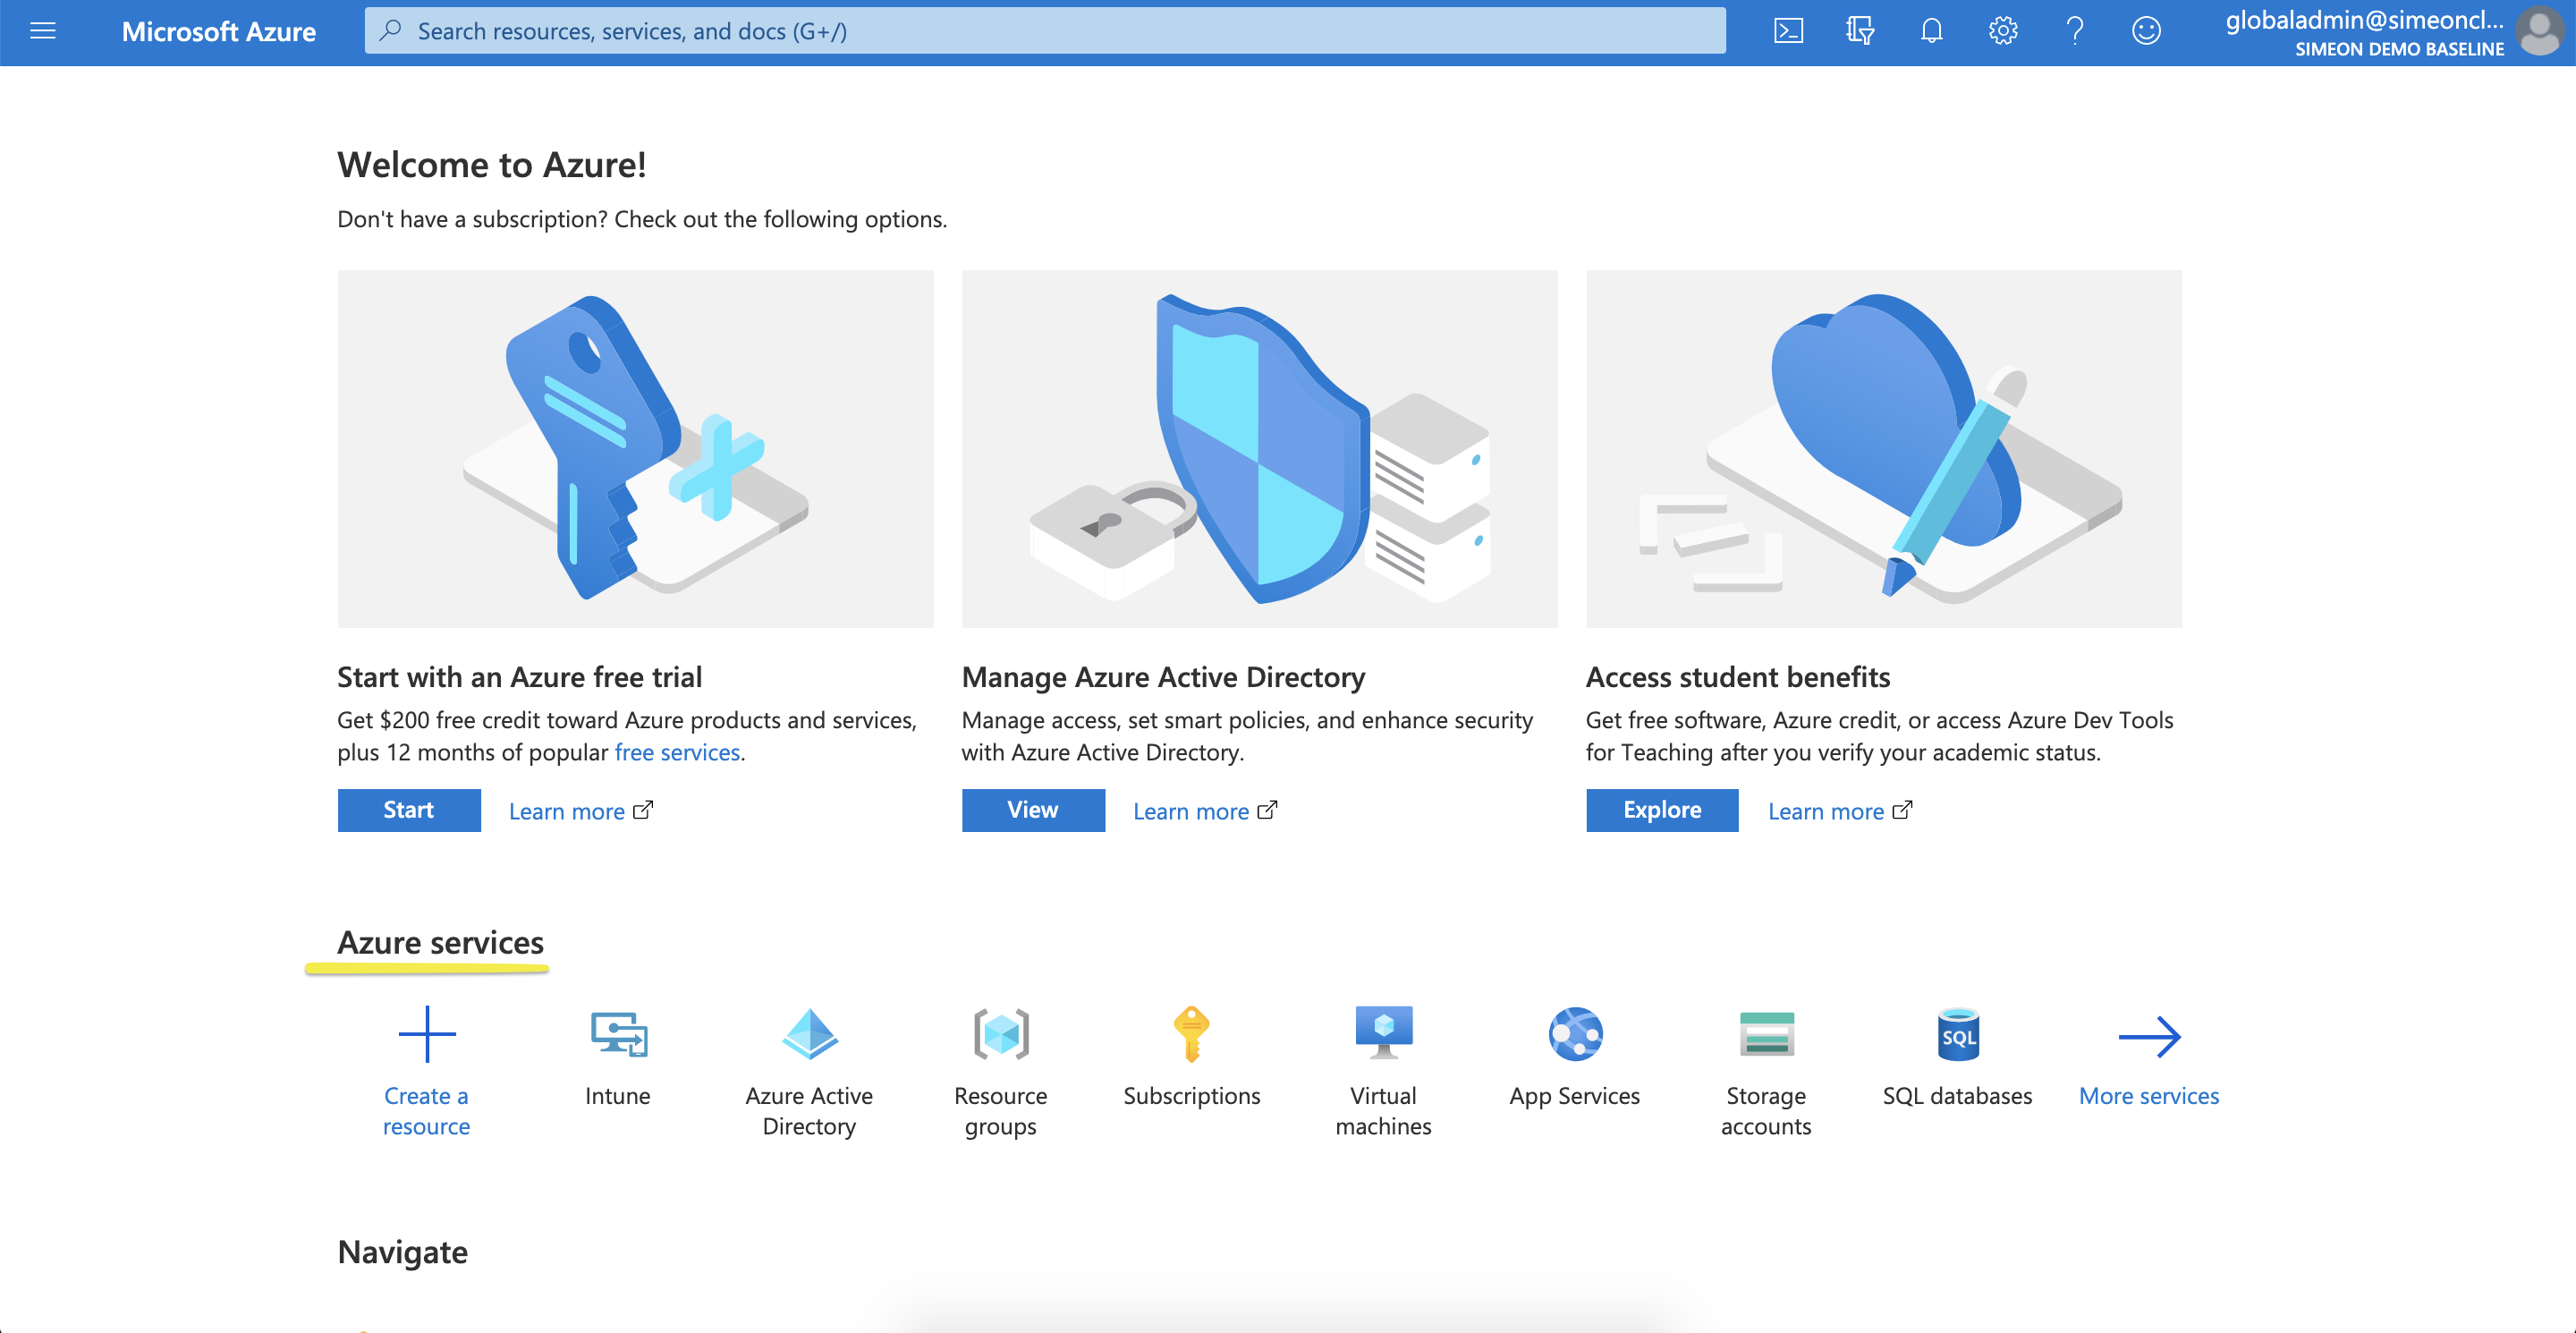 Microsoft Azure
Search resources, services, and docs (G+/)
globaladmin@simeoncl...
SIMEON DEMO BASELINE
Welcome to Azure!
Don't have a subscription? Check out the following options.
Start with an Azure free trial
Get $200 free credit toward Azure products and services,
plus 12 months of popular free services.
Start
Learn more
Manage Azure Active Directory
Manage access, set smart policies, and enhance security
with Azure Active Directory.
View
Learn more
Access student benefits
Get free software, Azure credit, or access Azure Dev Tools
for Teaching after you verify your academic status.
Explore
Learn more
Azure services
Create a
resource
Intune
Azure Active
Directory
Resource
groups
Subscriptions
Virtual
machines
App Services
Storage
accounts
SQL
SQL databases
More services
Navigate